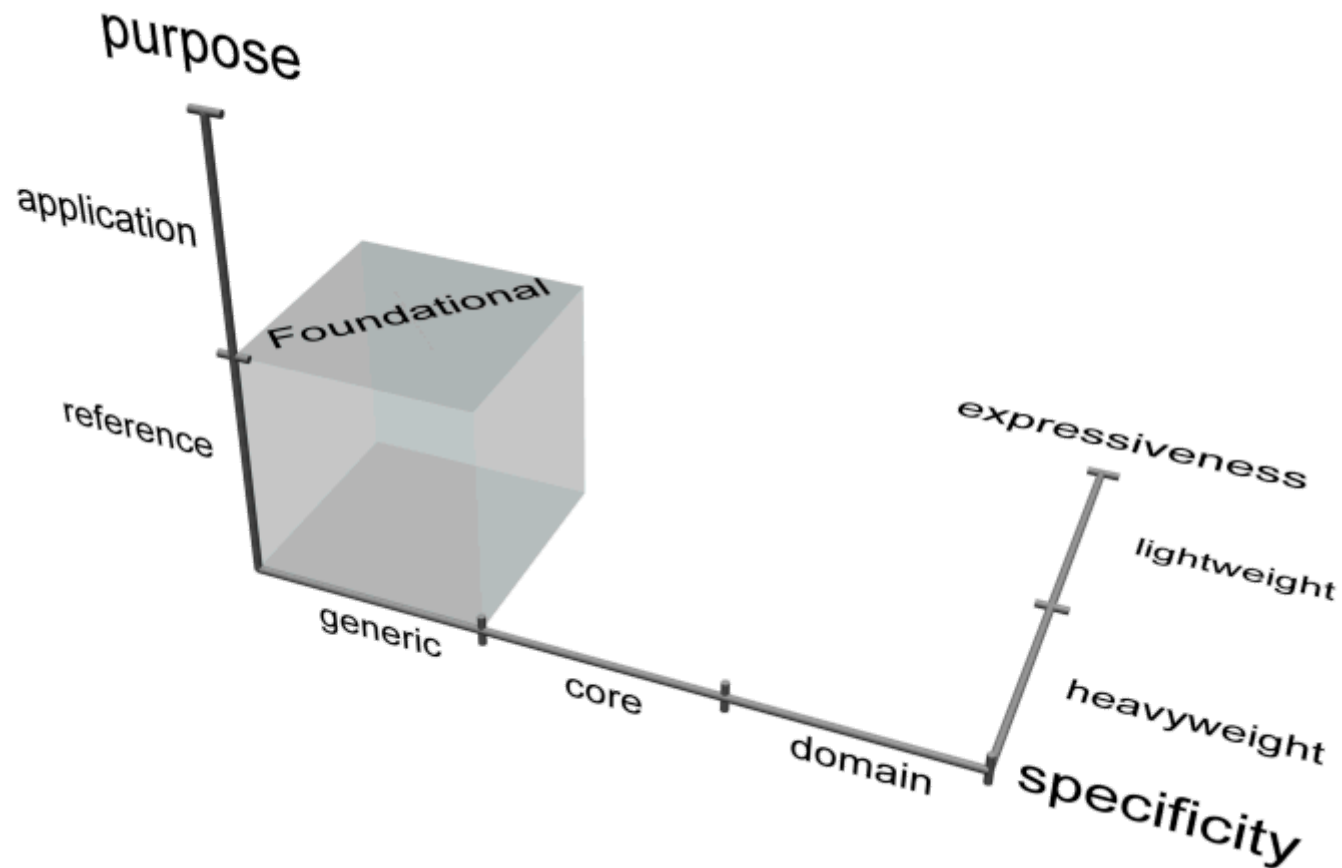 purpose
application
Foundational
reference
expressiveness
lightweight
generic
core
heavyweight
domain
specificity